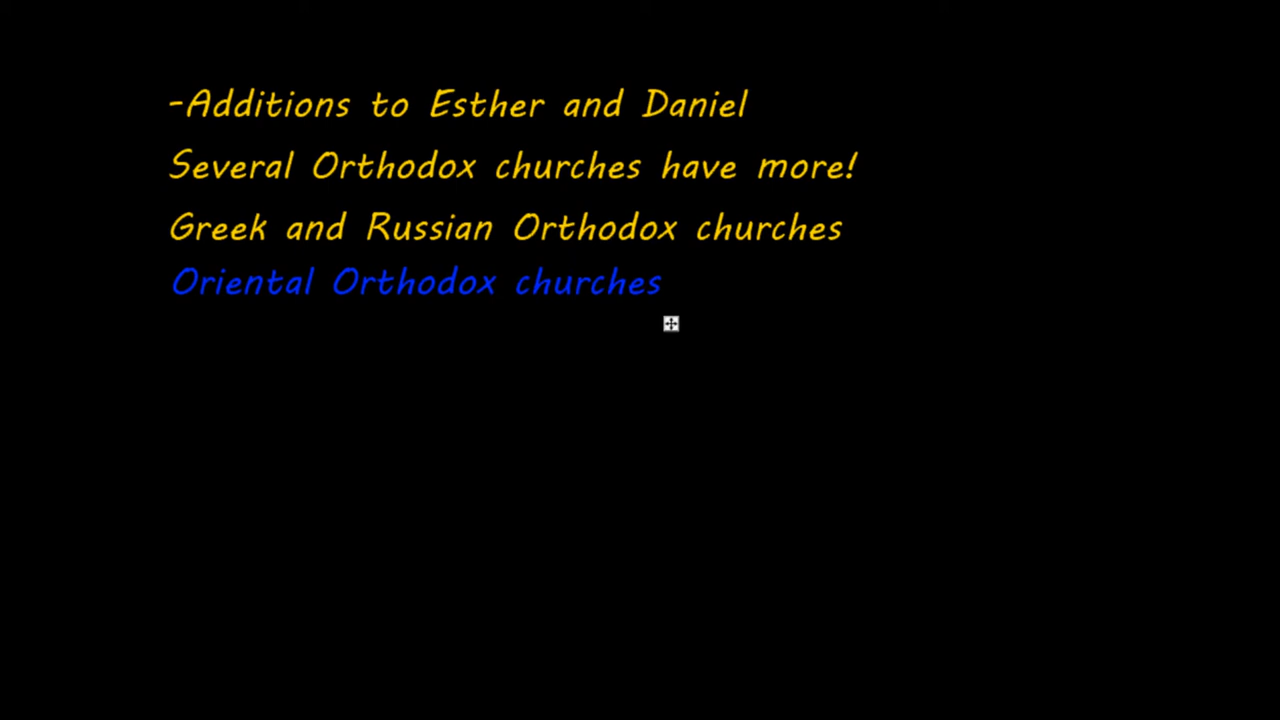 -Additions to Esther and Daniel
Several Orthodox churches have more!
Greek and Russian Orthodox churches
Oriental Orthodox churches